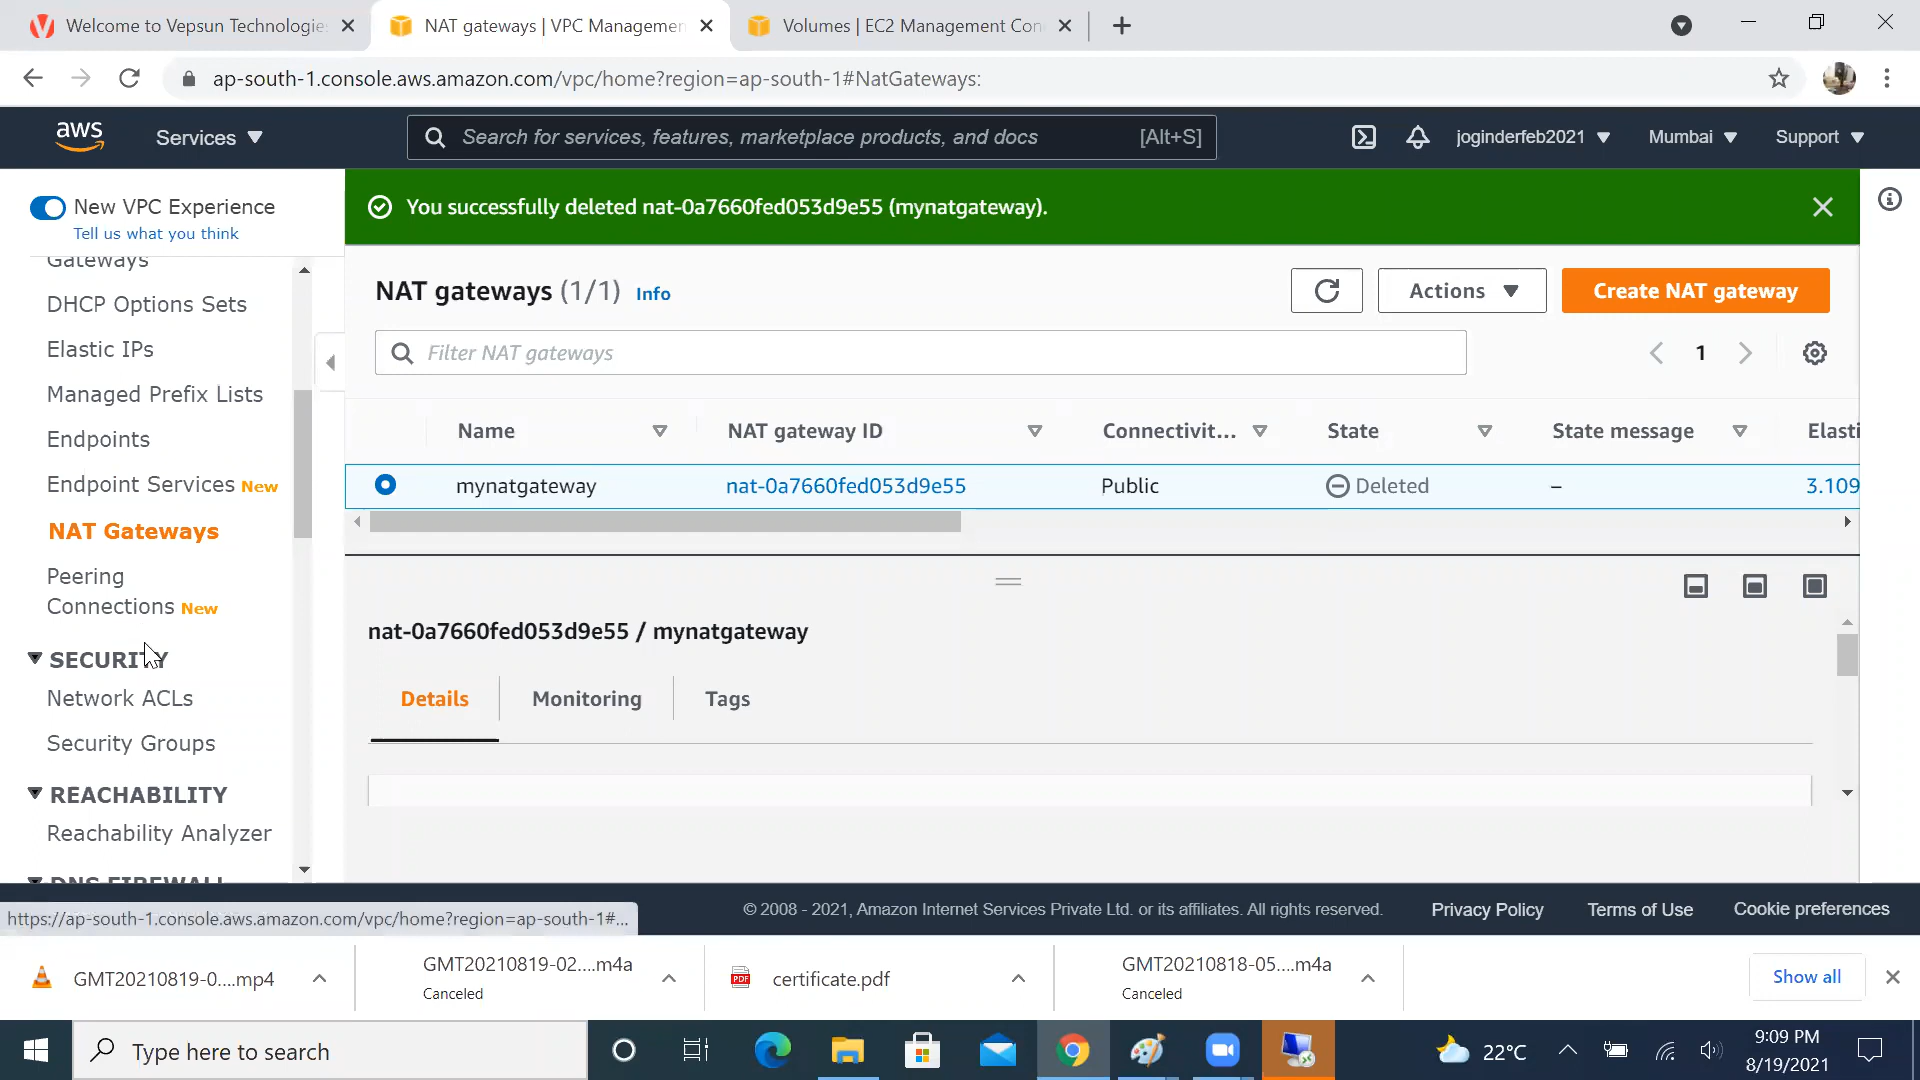 Welcome to Vepsun Technologies
NAT gateways | VPC Managemen
Volumes | EC2 Management Con
ap-south-1.console.aws.amazon.com/vpc/home?region=ap-south-1#NatGateways:
aws
Services
Search for services, features, marketplace products, and docs
[Alt+S]
joginderfeb2021
Mumbai
Support
New VPC Experience
Tell us what you think
Gateways
DHCP Options Sets
Elastic IPs
Managed Prefix Lists
Endpoints
Endpoint Services New
NAT Gateways
Peering
Connections New
SECURITY
Network ACLs
Security Groups
REACHABILITY
Reachability Analyzer
DNS FIREWALL
You successfully deleted nat-0a7660fed053d9e55 (mynatgateway).
NAT gateways (1/1) Info
Actions
Create NAT gateway
Filter NAT gateways
1
Name
NAT gateway ID
Connectivit...
State
State message
Elasti
mynatgateway
nat-0a7660fed053d9e55
Public
Deleted
–
3.109
nat-0a7660fed053d9e55 / mynatgateway
Details
Monitoring
Tags
https://ap-south-1.console.aws.amazon.com/vpc/home?region=ap-south-1#...
© 2008 - 2021, Amazon Internet Services Private Ltd. or its affiliates. All rights reserved.
Privacy Policy
Terms of Use
Cookie preferences
GMT20210819-0....mp4
GMT20210819-02....m4a
Canceled
certificate.pdf
GMT20210818-05....m4a
Canceled
Show all
Type here to search
22°C
9:09 PM
8/19/2021